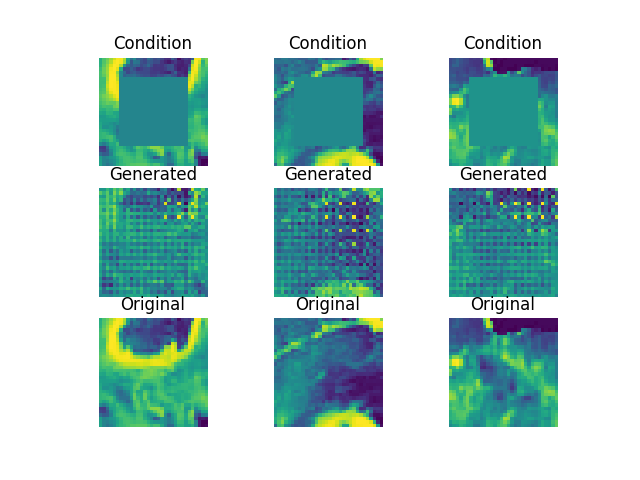 Condition Condition Condition
Generated Generated Generated
Original Original Original